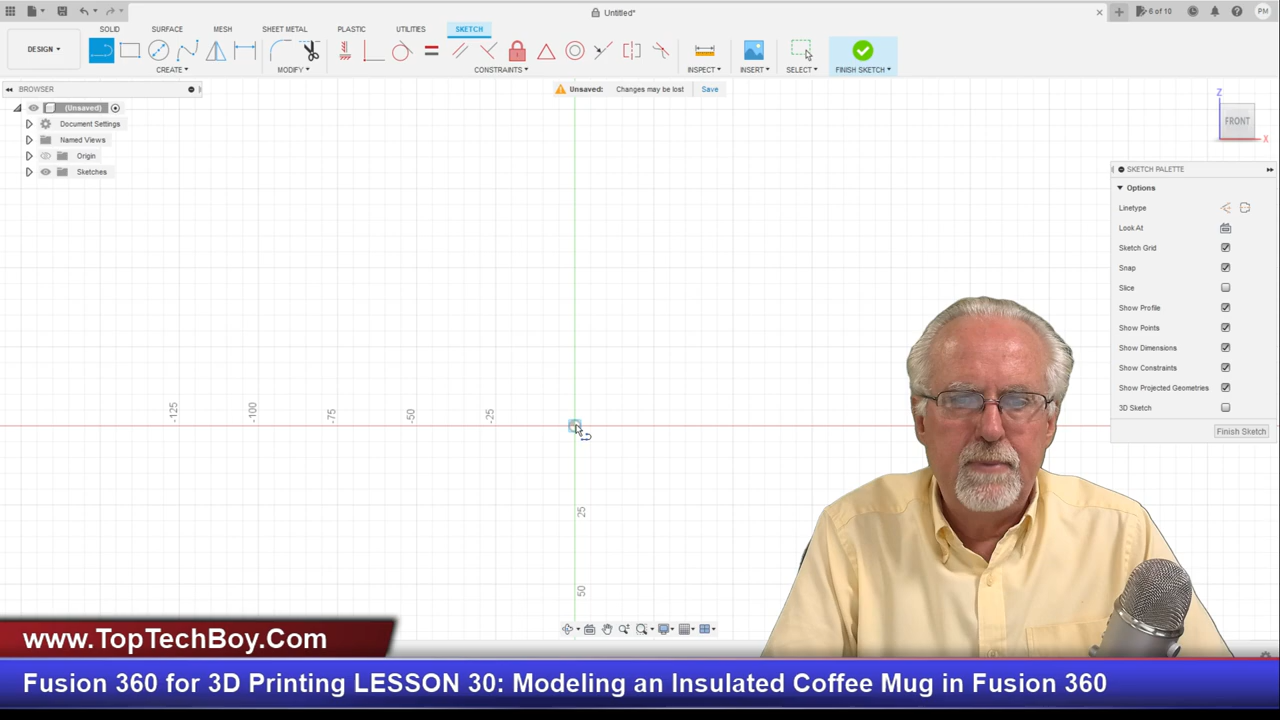 Untitled*
6 of 10
PM
DESIGN
SOLID SURFACE MESH SHEET METAL PLASTIC UTILITIES SKETCH
CREATE MODIFY CONSTRAINTS INSPECT INSERT SELECT FINISH SKETCH
BROWSER
Unsaved: Changes may be lost Save
(Unsaved)
Document Settings
Named Views
Origin
Sketches
Z
FRONT
X
SKETCH PALETTE
Options
Linetype
Look At
Sketch Grid
Snap
Slice
Show Profile
Show Points
Show Dimensions
Show Constraints
Show Projected Geometries
3D Sketch
Finish Sketch
-125 -100 -75 -50 -25
25
50
www.TopTechBoy.Com
Fusion 360 for 3D Printing LESSON 30: Modeling an Insulated Coffee Mug in Fusion 360